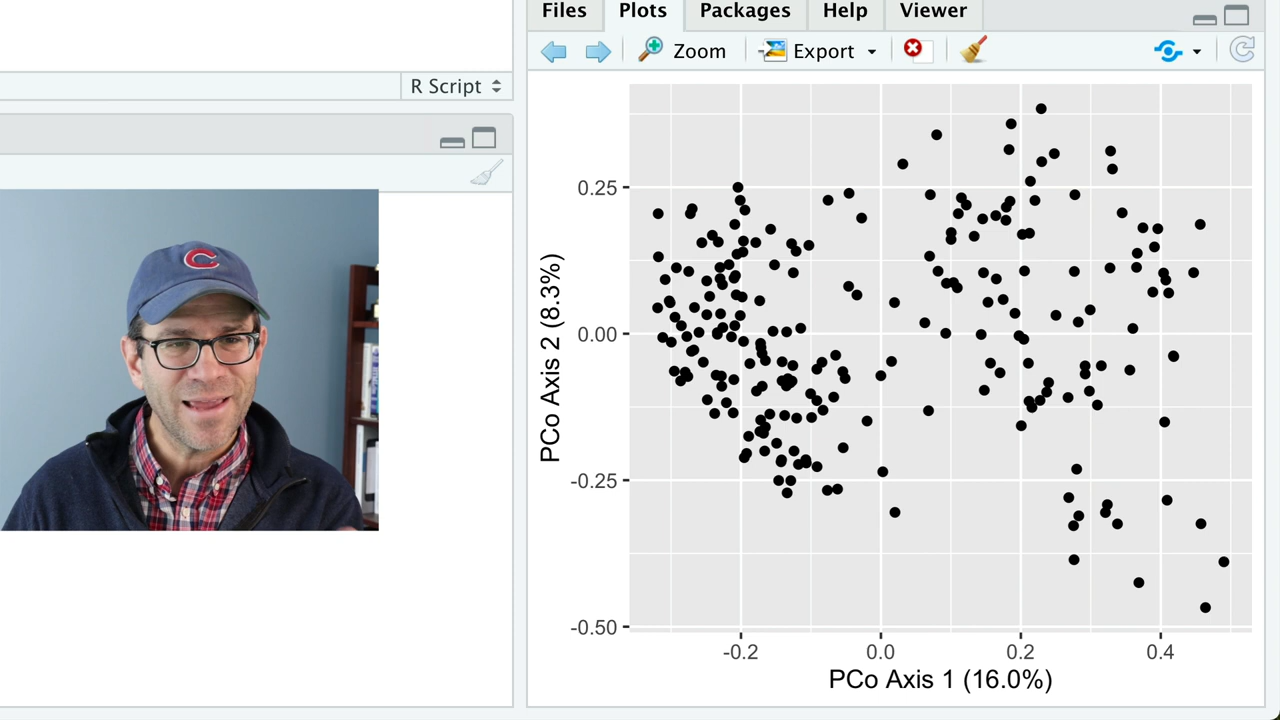 Files Plots Packages Help Viewer
Zoom Export
R Script
C
0.25
0.00
-0.25
-0.50
PCo Axis 2 (8.3%)
-0.2 0.0 0.2 0.4
PCo Axis 1 (16.0%)